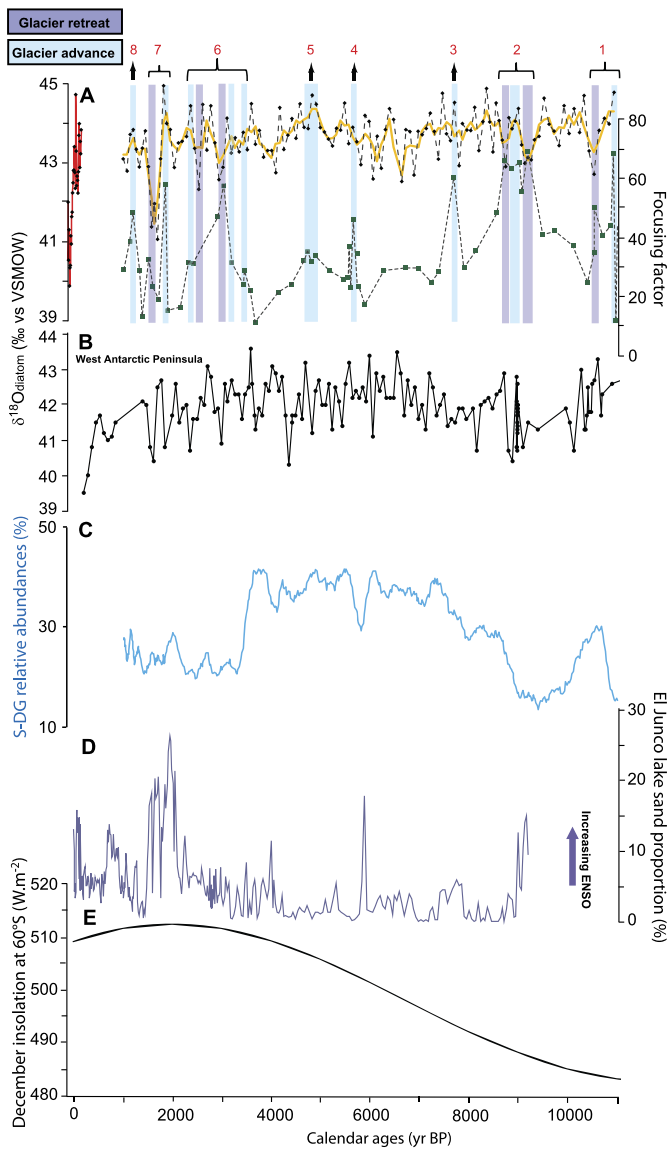 Glacier retreat
Glacier advance
8 7 6 5 4 3 2 1
A
45
43
41
39
80
60
40
20
0
Focusing factor
δ18Odiatom (‰ vs VSMOW)
B
West Antarctic Peninsula
44
43
42
41
40
39
C
50
30
10
S-DG relative abundances (%)
D
30
20
10
0
El Junco lake sand proportion (%)
Increasing ENSO
E
520
510
500
490
480
December insolation at 60°S (W.m-2)
0 2000 4000 6000 8000 10000
Calendar ages (yr BP)